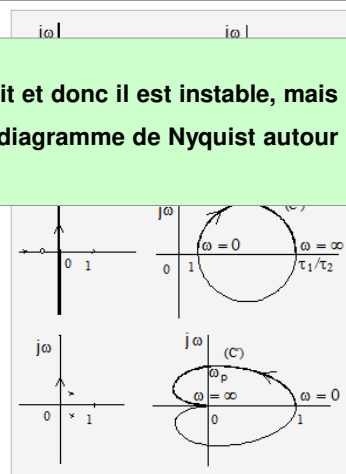 jω jω
it et donc il est instable, mais
diagramme de Nyquist autour
jω
ω = 0 ω = ∞
0 1 0 1 τ₁/τ₂
jω jω
(C')
ωₚ
ω = ∞ ω = 0
0 1 0 1